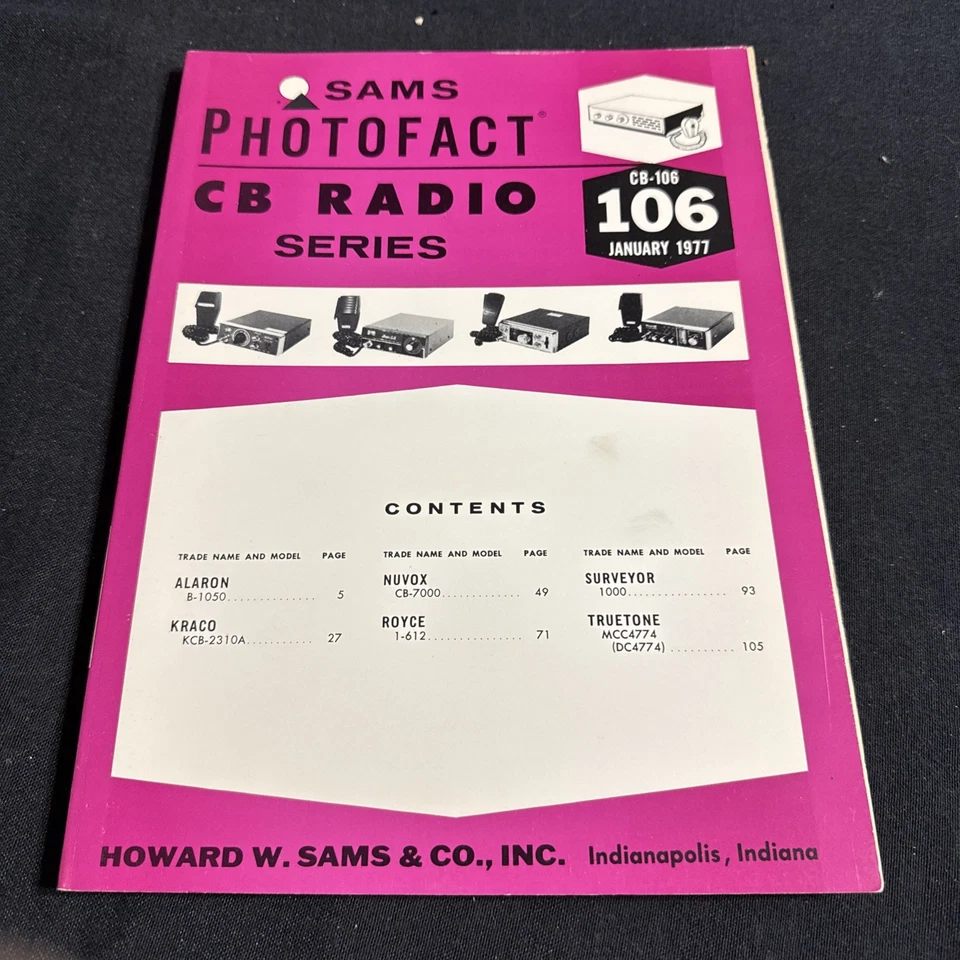 SAMS
PHOTOFACT®
CB RADIO
SERIES
CB-106
106
JANUARY 1977
CONTENTS
TRADE NAME AND MODEL PAGE
ALARON
B-1050.............. 5
KRACO
KCB-2310A........... 27
TRADE NAME AND MODEL PAGE
NUVOX
CB-7000............. 49
ROYCE
1-612............... 71
TRADE NAME AND MODEL PAGE
SURVEYOR
1000................ 93
TRUETONE
MCC4774
(DC4774) .......... 105
HOWARD W. SAMS & CO., INC. Indianapolis, Indiana